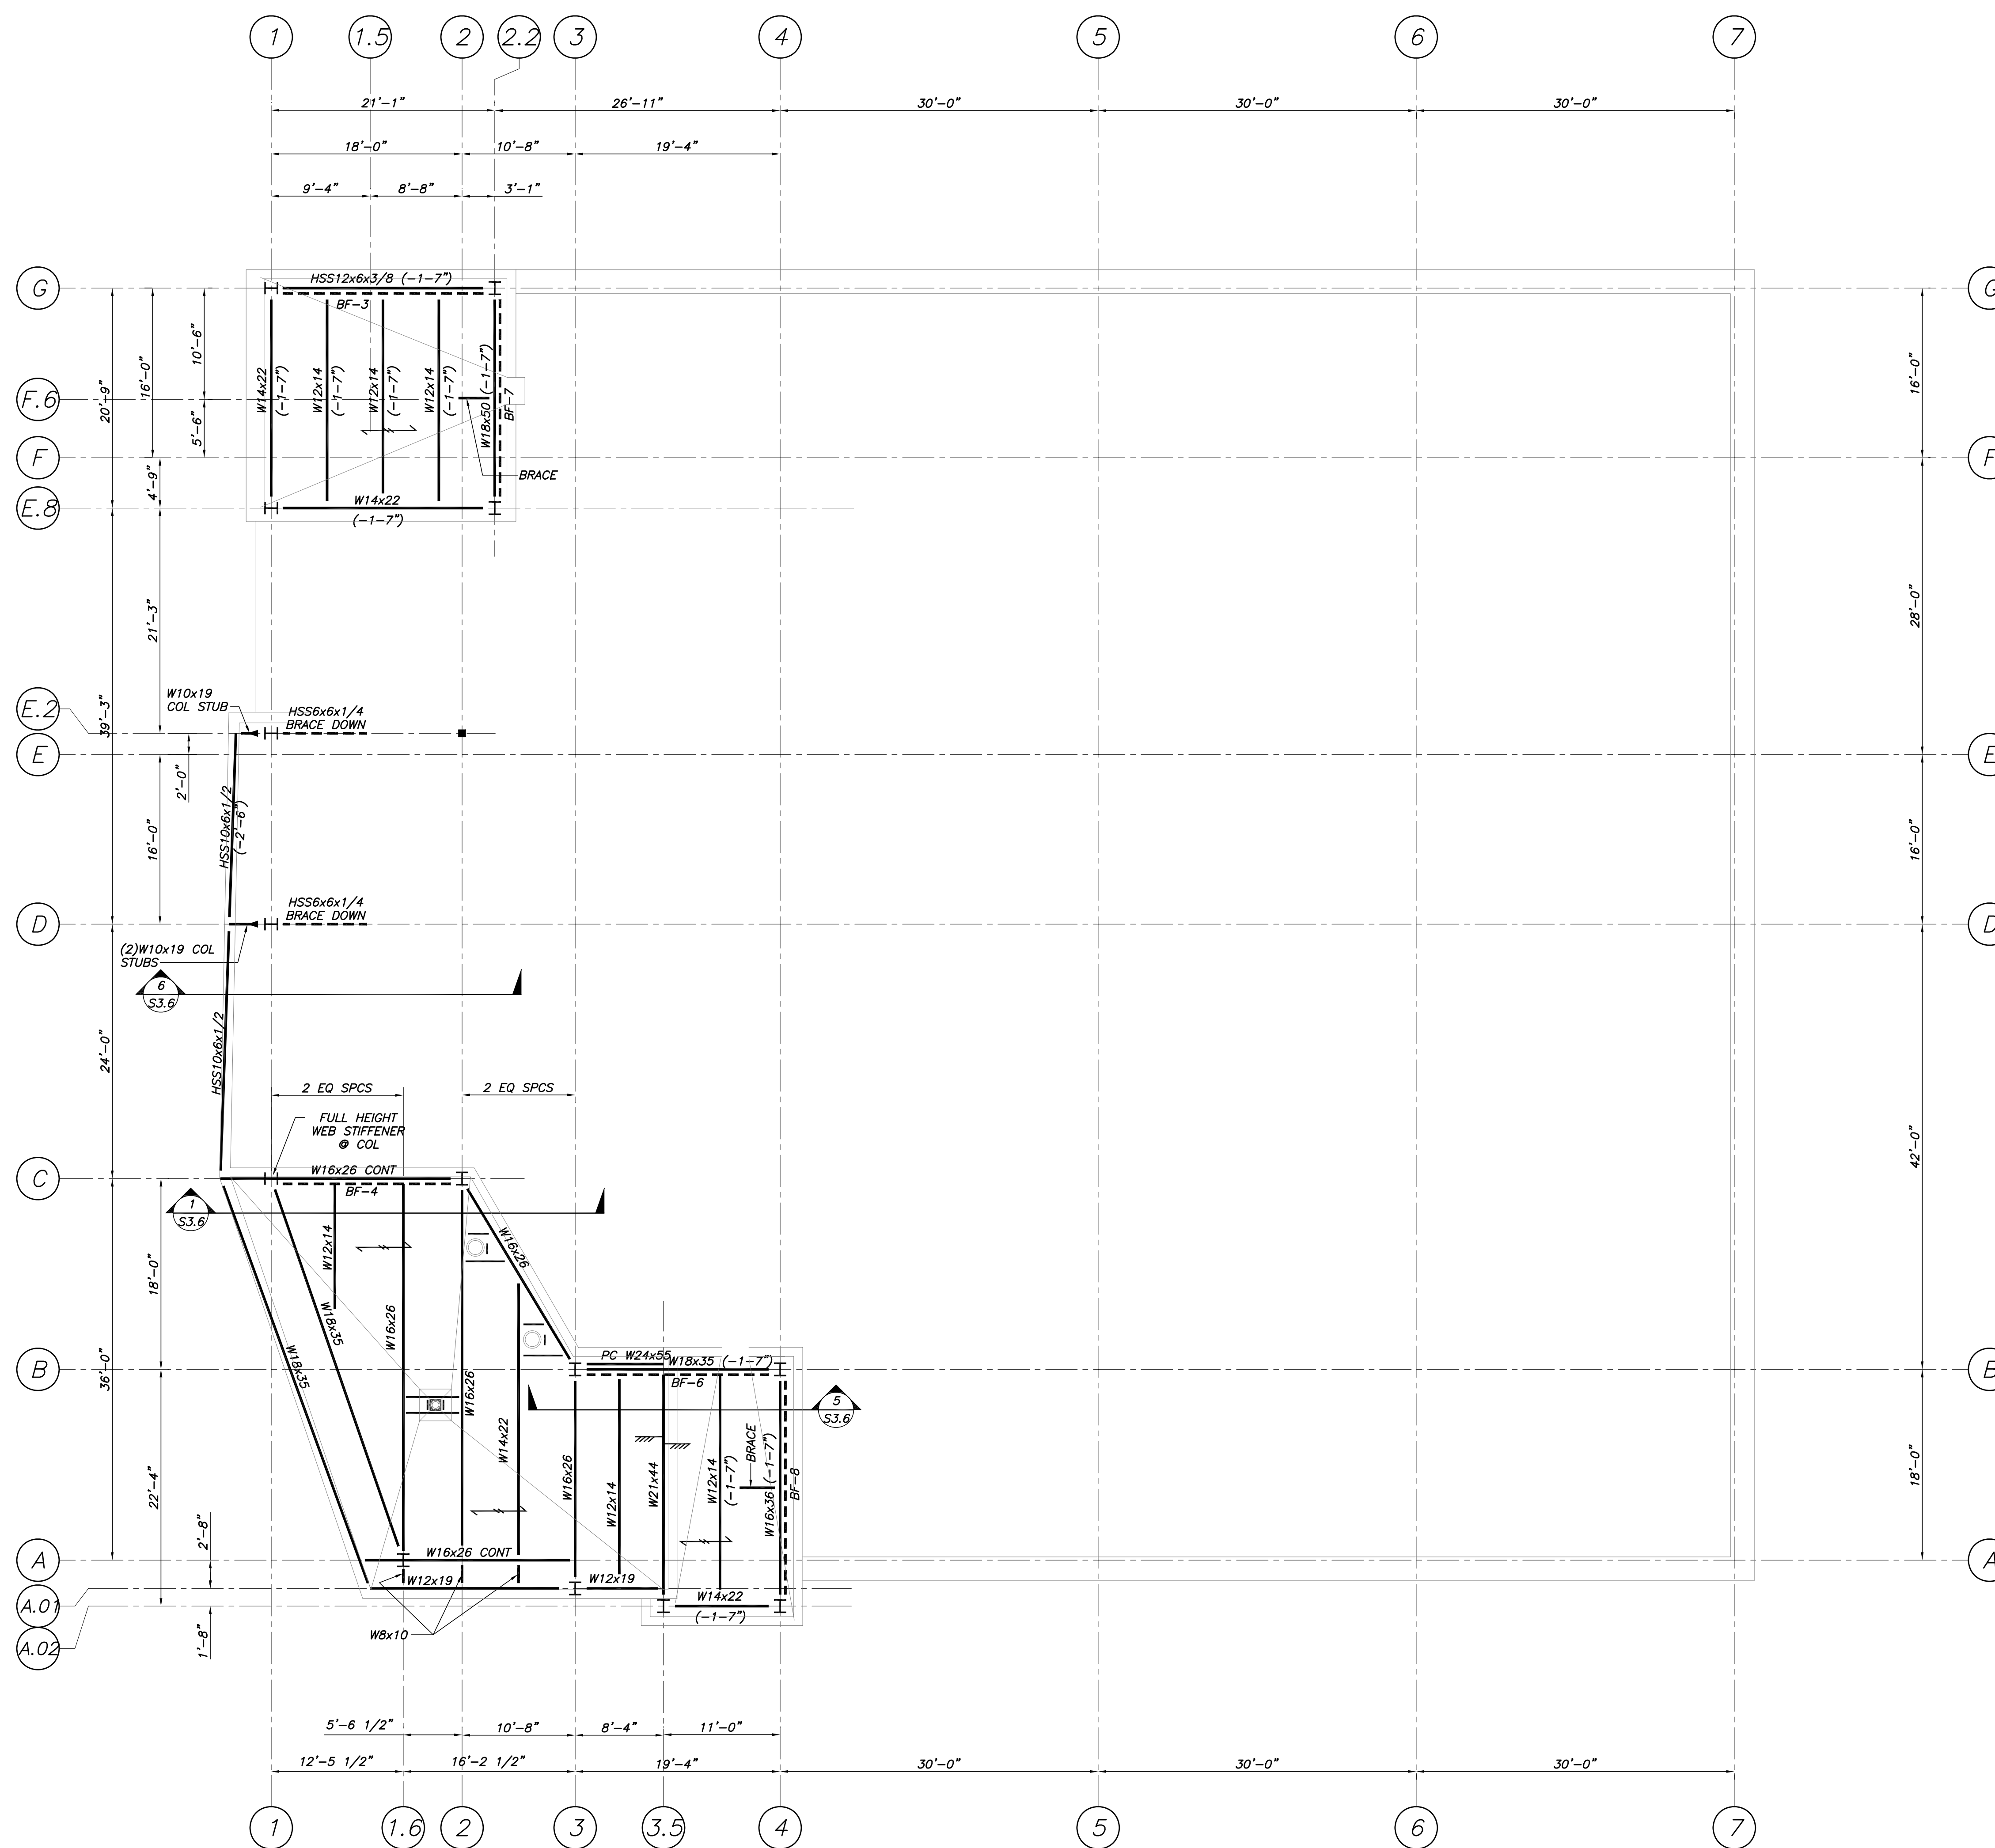 1
1.5
2
2.2
3
4
5
6
7
21'-1"
26'-11"
30'-0"
30'-0"
30'-0"
18'-0"
10'-8"
19'-4"
9'-4"
8'-8"
3'-1"
G
HSS12x6x3/8 (-1-7")
G
BF-3
20'-9"
16'-0"
10'-6"
16'-0"
W14x22
(-1-7")
W12x14
(-1-7")
W12x14
(-1-7")
W12x14
(-1-7")
W18x50 (-1-7")
BF-7
F.6
5'-6"
F
F
BRACE
4'-9"
E.8
W14x22
(-1-7")
21'-3"
28'-0"
39'-3"
E.2
W10x19
COL STUB
HSS6x6x1/4
BRACE DOWN
E
E
2'-0"
HSS10x6x1/2
(-2'-6")
16'-0"
16'-0"
HSS6x6x1/4
BRACE DOWN
D
D
(2)W10x19 COL
STUBS
6
S3.6
24'-0"
HSS10x6x1/2
2 EQ SPCS
2 EQ SPCS
FULL HEIGHT
WEB STIFFENER
@ COL
42'-0"
C
W16x26 CONT
BF-4
1
S3.6
W12x14
W16x26
18'-0"
W18x35
W16x26
W18x35
36'-0"
B
PC W24x55
W18x35 (-1-7")
BF-6
B
W16x26
5
S3.6
W14x22
BRACE
W16x26
W12x14
W21x44
W12x14
(-1-7")
W16x36 (-1-7")
BF-8
22'-4"
18'-0"
2'-8"
A
W16x26 CONT
A
W12x19
W12x19
A.01
W14x22
(-1-7")
A.02
1'-8"
W8x10
5'-6 1/2"
10'-8"
8'-4"
11'-0"
12'-5 1/2"
16'-2 1/2"
19'-4"
30'-0"
30'-0"
30'-0"
1
1.6
2
3
3.5
4
5
6
7